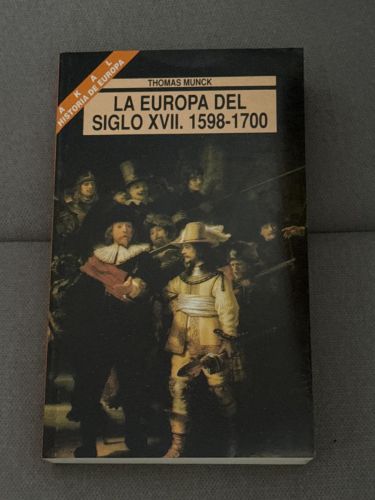 AKAL
HISTORIA DE EUROPA
THOMAS MUNCK
LA EUROPA DEL
SIGLO XVII. 1598-1700